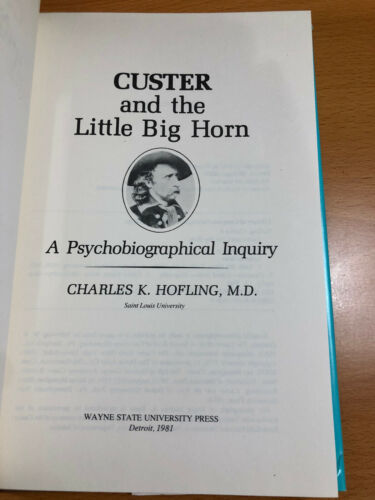 CUSTER
and the
Little Big Horn
A Psychobiographical Inquiry
CHARLES K. HOFLING, M.D.
Saint Louis University
WAYNE STATE UNIVERSITY PRESS
Detroit, 1981